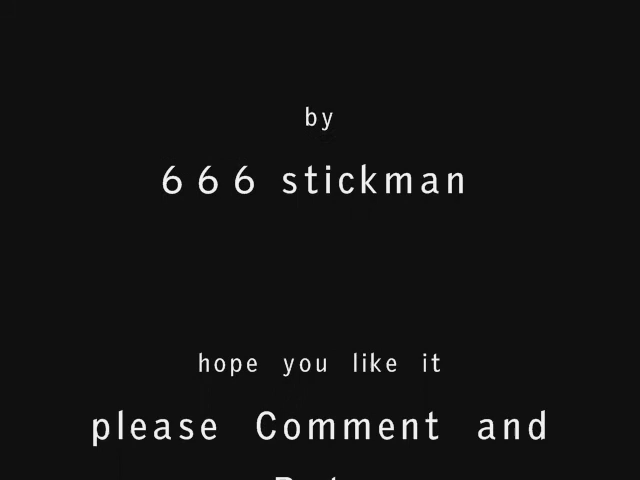 by
6 6 6 stickman
hope you like it
please Comment and